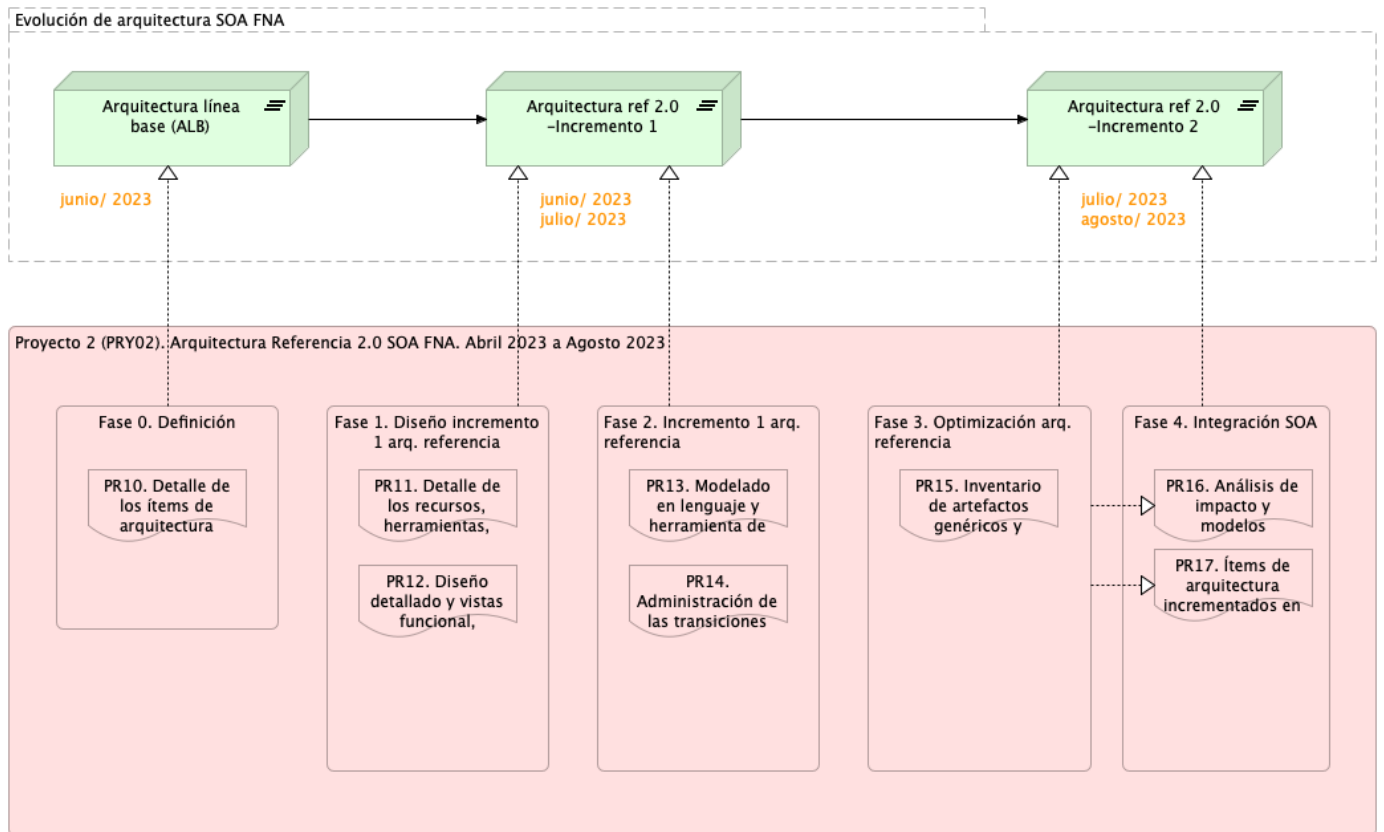 Evolución de arquitectura SOA FNA
Arquitectura línea
base (ALB)
Arquitectura ref 2.0
-Incremento 1
Arquitectura ref 2.0
-Incremento 2
junio/ 2023
junio/ 2023
julio/ 2023
julio/ 2023
agosto/ 2023
Proyecto 2 (PRY02). Arquitectura Referencia 2.0 SOA FNA. Abril 2023 a Agosto 2023
Fase 0. Definición
PR10. Detalle de
los ítems de
arquitectura
Fase 1. Diseño incremento
1 arq. referencia
PR11. Detalle de
los recursos,
herramientas,
PR12. Diseño
detallado y vistas
funcional,
Fase 2. Incremento 1 arq.
referencia
PR13. Modelado
en lenguaje y
herramienta de
PR14.
Administración de
las transiciones
Fase 3. Optimización arq.
referencia
PR15. Inventario
de artefactos
genéricos y
Fase 4. Integración SOA
PR16. Análisis de
impacto y
modelos
PR17. Ítems de
arquitectura
incrementados en